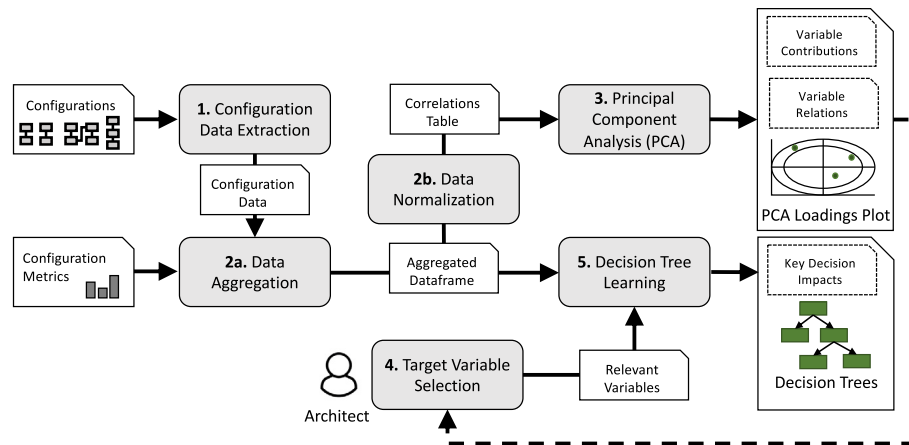 Variable
Contributions
Configurations
1. Configuration
Data Extraction
Correlations
Table
3. Principal
Component
Analysis (PCA)
Variable
Relations
Configuration
Data
2b. Data
Normalization
PCA Loadings Plot
Configuration
Metrics
2a. Data
Aggregation
Aggregated
Dataframe
5. Decision Tree
Learning
Key Decision
Impacts
Architect
4. Target Variable
Selection
Relevant
Variables
Decision Trees